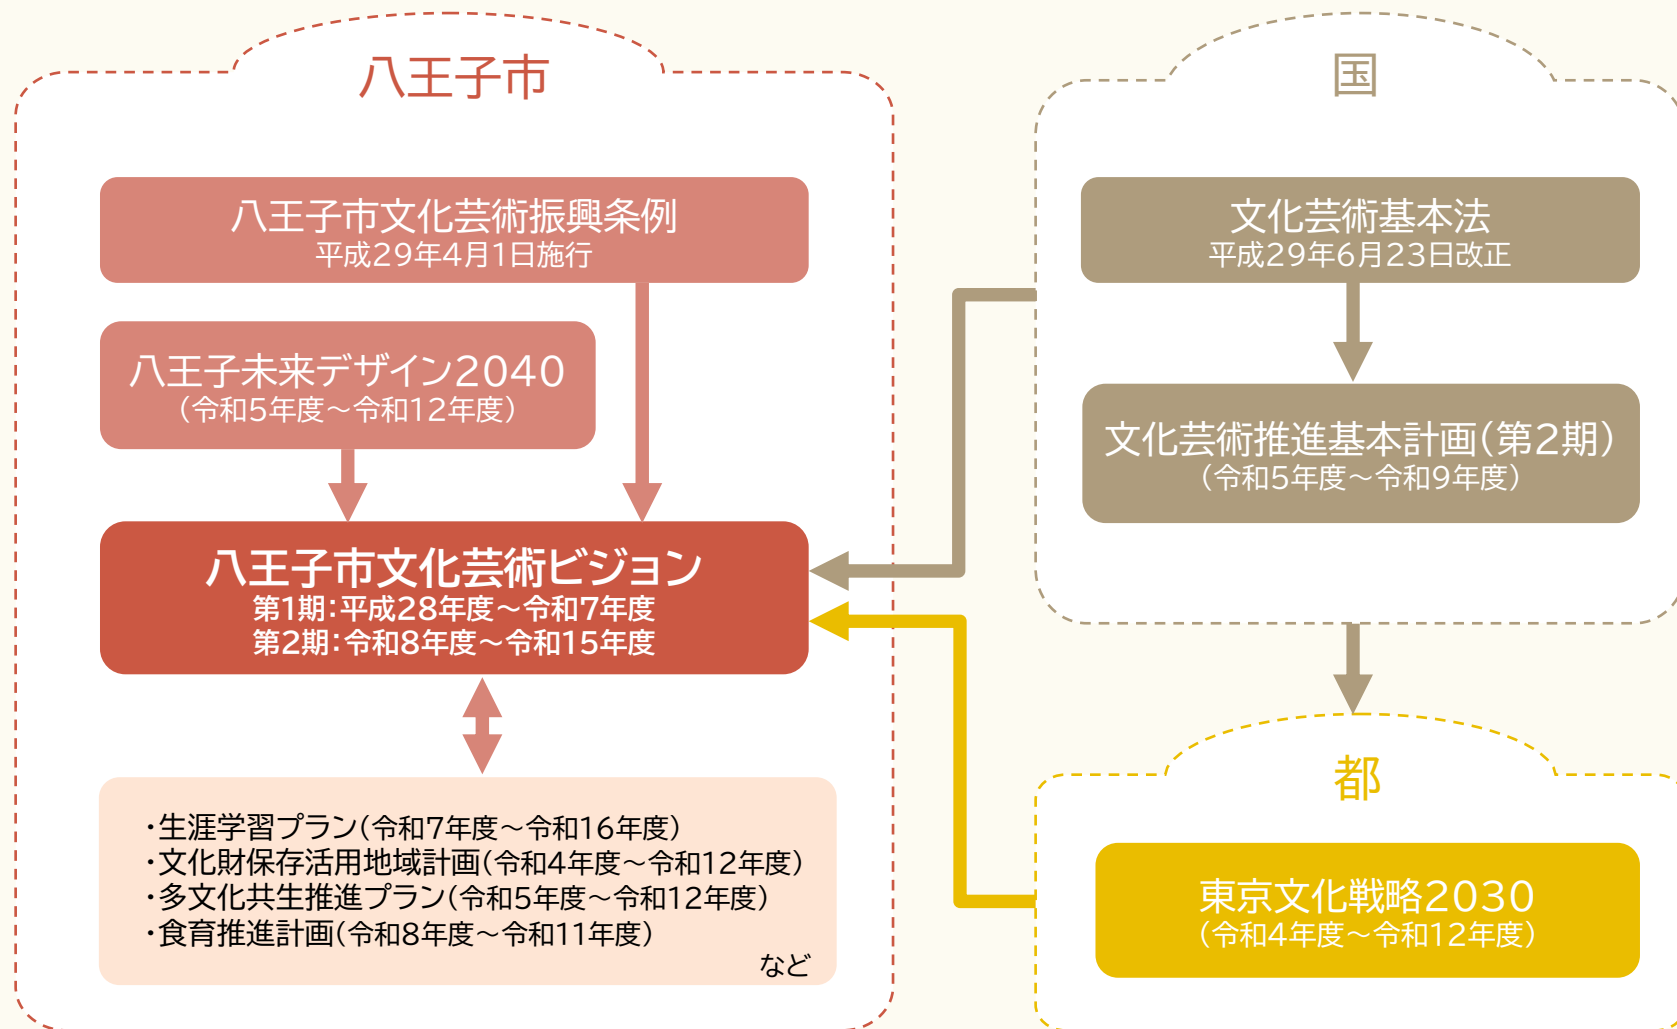 八王子市
八王子市文化芸術振興条例
平成29年4月1日施行
八王子未来デザイン2040
(令和5年度~令和12年度)
八王子市文化芸術ビジョン
第1期:平成28年度~令和7年度
第2期:令和8年度~令和15年度
・生涯学習プラン(令和7年度~令和16年度)
・文化財保存活用地域計画(令和4年度~令和12年度)
・多文化共生推進プラン(令和5年度~令和12年度)
・食育推進計画(令和8年度~令和11年度)
など
国
文化芸術基本法
平成29年6月23日改正
文化芸術推進基本計画(第2期)
(令和5年度~令和9年度)
都
東京文化戦略2030
(令和4年度~令和12年度)